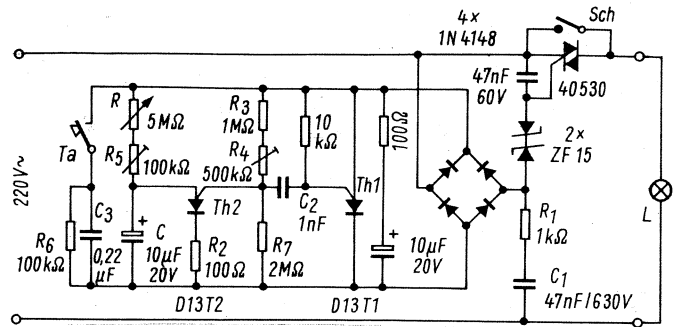 4×
1N 4148
Sch
47nF
60V
40530
R
5MΩ
R3
1MΩ
10
kΩ
100Ω
2×
ZF 15
Ta
R5
100kΩ
R4
500kΩ
Th1
220V~
C3
C2
1nF
Th2
L
R6
100kΩ
0,22
µF
+
C
10µF
20V
R2
100Ω
R7
2MΩ
+
10µF
20V
R1
1kΩ
C1
47nF/630V
D13T2
D13T1